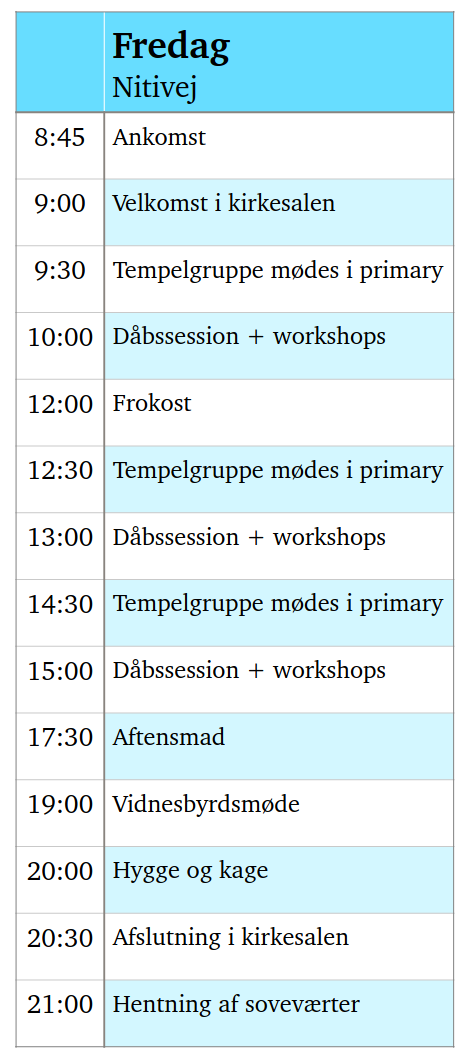 Fredag
Nitivej
8:45 Ankomst
9:00 Velkomst i kirkesalen
9:30 Tempelgruppe mødes i primary
10:00 Dåbssession + workshops
12:00 Frokost
12:30 Tempelgruppe mødes i primary
13:00 Dåbssession + workshops
14:30 Tempelgruppe mødes i primary
15:00 Dåbssession + workshops
17:30 Aftensmad
19:00 Vidnesbyrdsmøde
20:00 Hygge og kage
20:30 Afslutning i kirkesalen
21:00 Hentning af soveværter